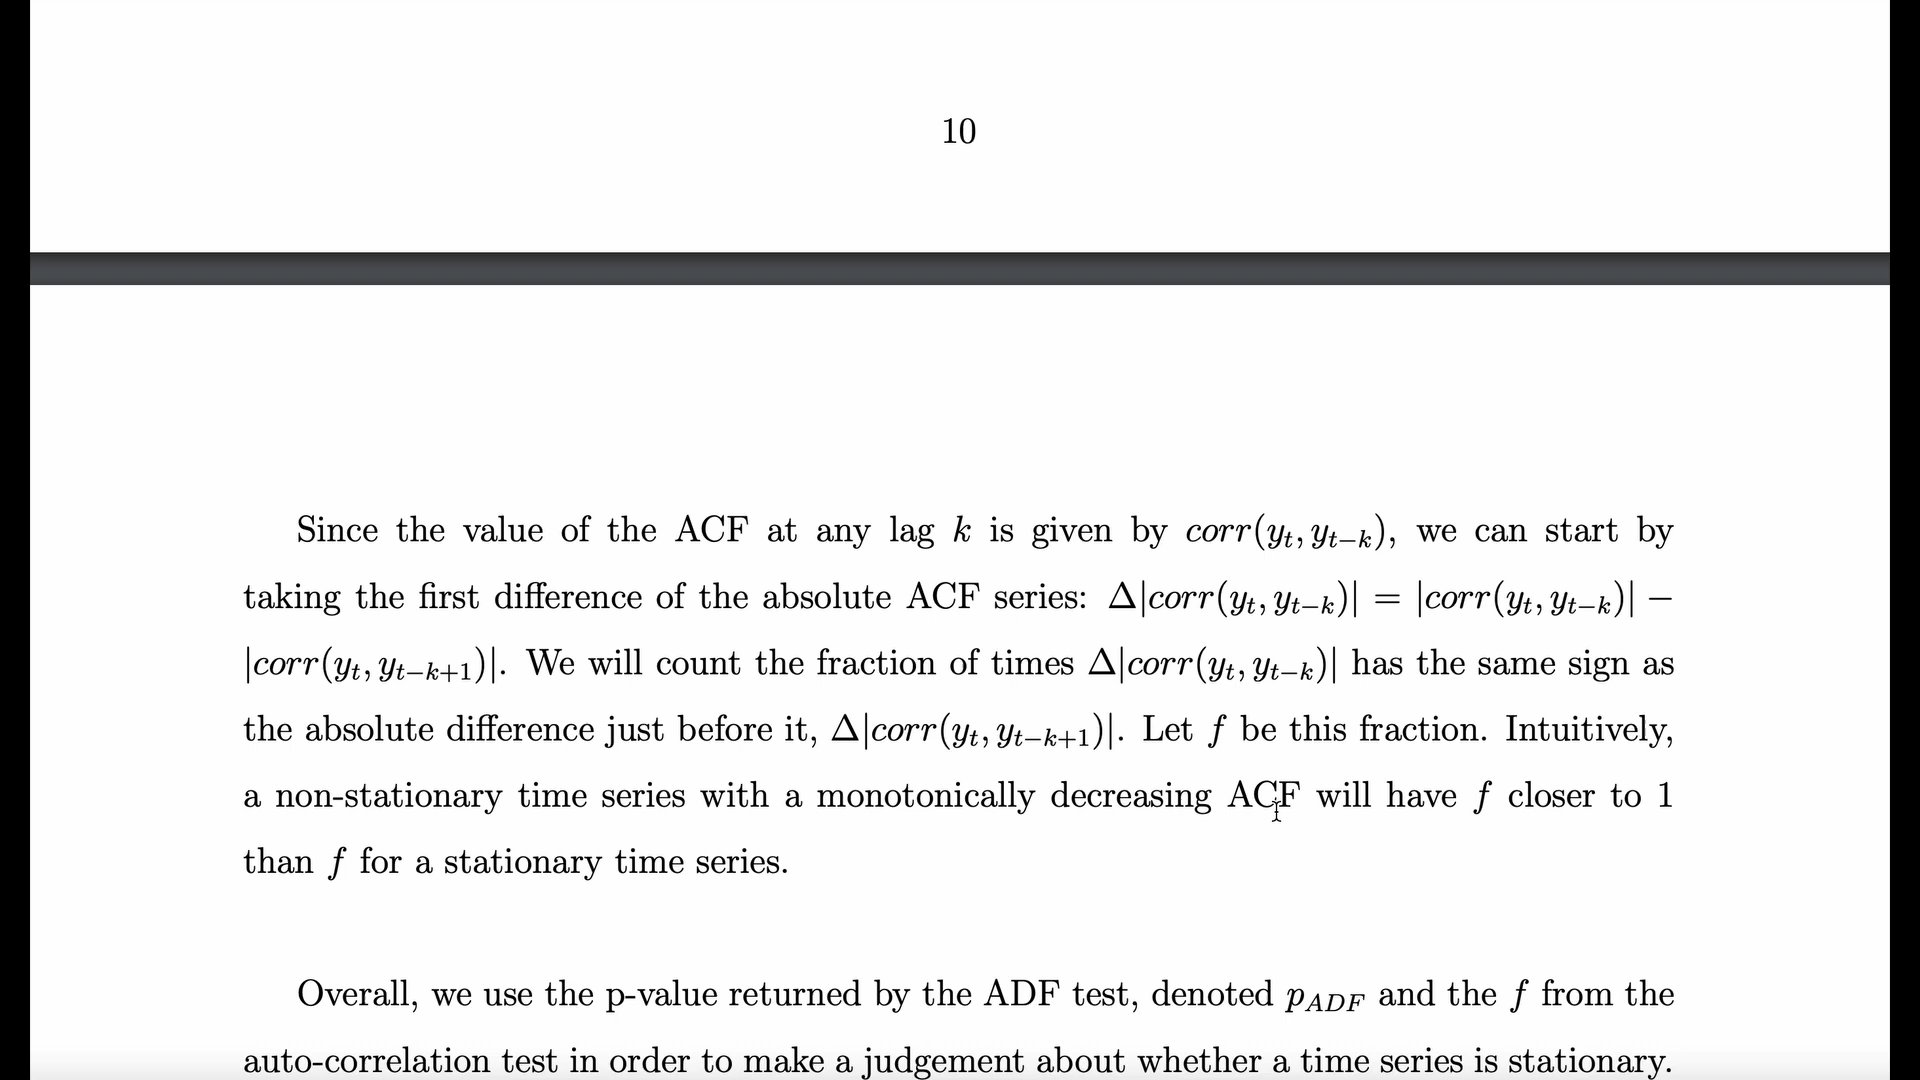 10
Since the value of the ACF at any lag k is given by corr(y_t, y_{t−k}), we can start by
taking the first difference of the absolute ACF series: Δ|corr(y_t, y_{t−k})| = |corr(y_t, y_{t−k})| −
|corr(y_t, y_{t−k+1})|. We will count the fraction of times Δ|corr(y_t, y_{t−k})| has the same sign as
the absolute difference just before it, Δ|corr(y_t, y_{t−k+1})|. Let f be this fraction. Intuitively,
a non-stationary time series with a monotonically decreasing ACF will have f closer to 1
than f for a stationary time series.
Overall, we use the p-value returned by the ADF test, denoted p_{ADF} and the f from the
auto-correlation test in order to make a judgement about whether a time series is stationary.